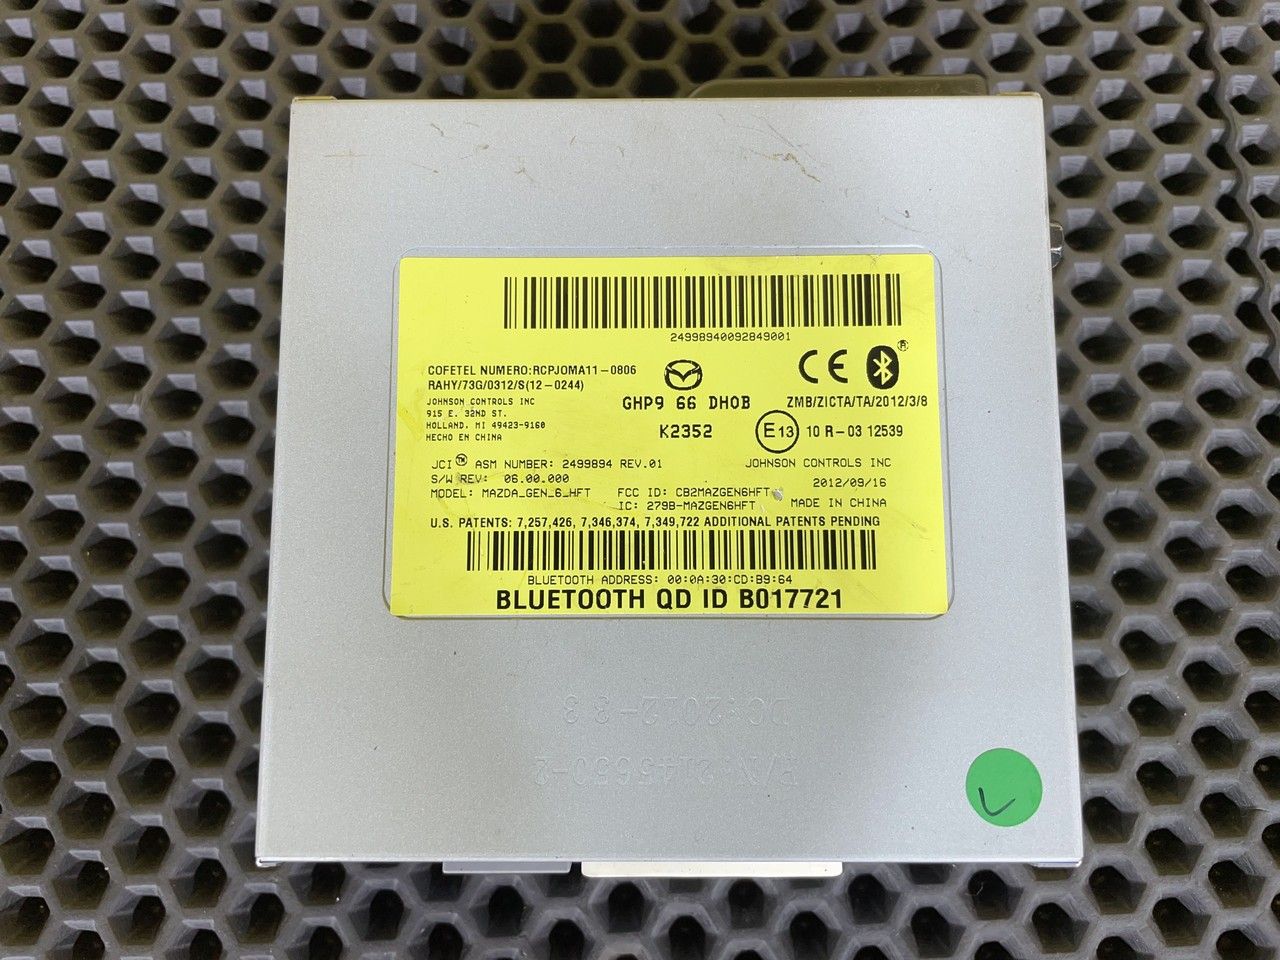 24998940092849001
COFETEL NUMERO:RCPJOMA11-0806
RAHY/73G/0312/S(12-0244)
JOHNSON CONTROLS INC
915 E. 32ND ST.
HOLLAND, MI 49423-9160
HECHO EN CHINA
GHP9 66 DH0B
K2352
CE
®
ZMB/ZICTA/TA/2012/3/8
E13 10 R-03 12539
JCI™ ASM NUMBER: 2499894 REV.01
S/W REV: 06.00.000
MODEL: MAZDA_GEN_6_HFT
FCC ID: CB2MAZGEN6HFT
IC: 279B-MAZGEN6HFT
JOHNSON CONTROLS INC
2012/09/16
MADE IN CHINA
U.S. PATENTS: 7,257,426, 7,346,374, 7,349,722 ADDITIONAL PATENTS PENDING
BLUETOOTH ADDRESS: 00:0A:30:CD:B9:64
BLUETOOTH QD ID B017721